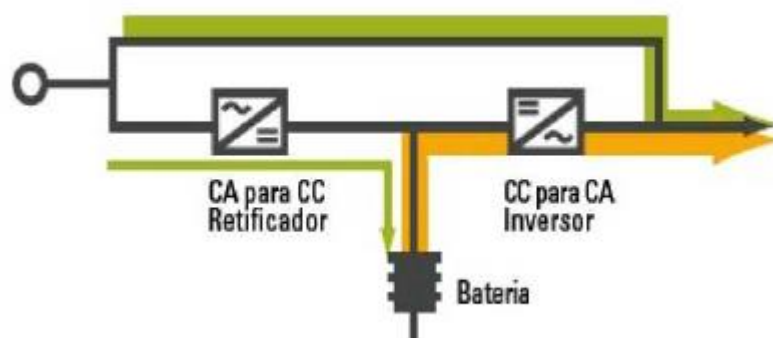 CA para CC
Retificador
CC para CA
Inversor
Bateria